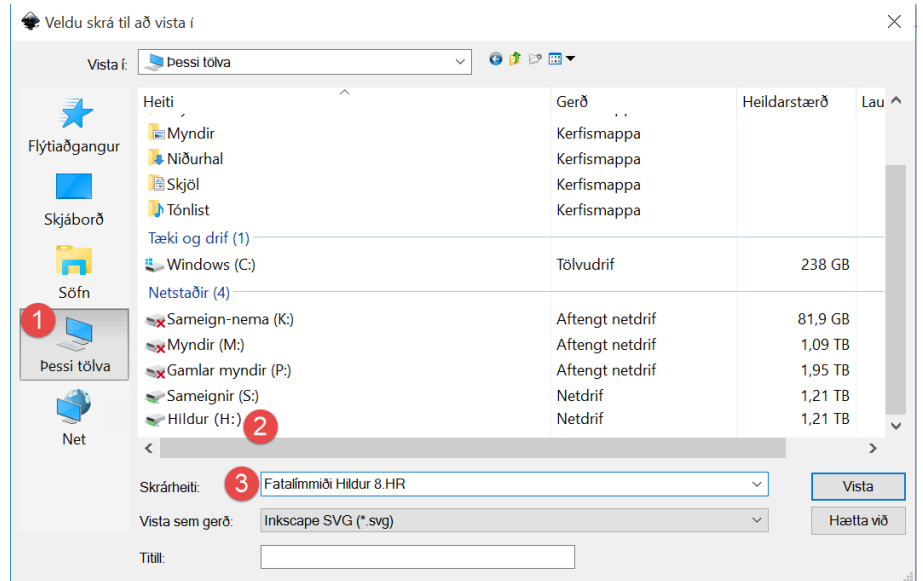 Veldu skrá til að vista í
Vista í: Þessi tölva
Heiti Gerð Heildarstærð Lau
Flýtiaðgangur
Skjáborð
Söfn
1
Þessi tölva
Net
Myndir Kerfismappa
Niðurhal Kerfismappa
Skjöl Kerfismappa
Tónlist Kerfismappa
Tæki og drif (1)
Windows (C:) Tölvudrif 238 GB
Netstaðir (4)
Sameign-nema (K:) Aftengt netdrif 81,9 GB
Myndir (M:) Aftengt netdrif 1,09 TB
Gamlar myndir (P:) Aftengt netdrif 1,95 TB
Sameignir (S:) Netdrif 1,21 TB
Hildur (H:) 2 Netdrif 1,21 TB
Skrárheiti: 3 Fatalímmiði Hildur 8.HR Vista
Vista sem gerð: Inkscape SVG (*.svg) Hætta við
Titill: